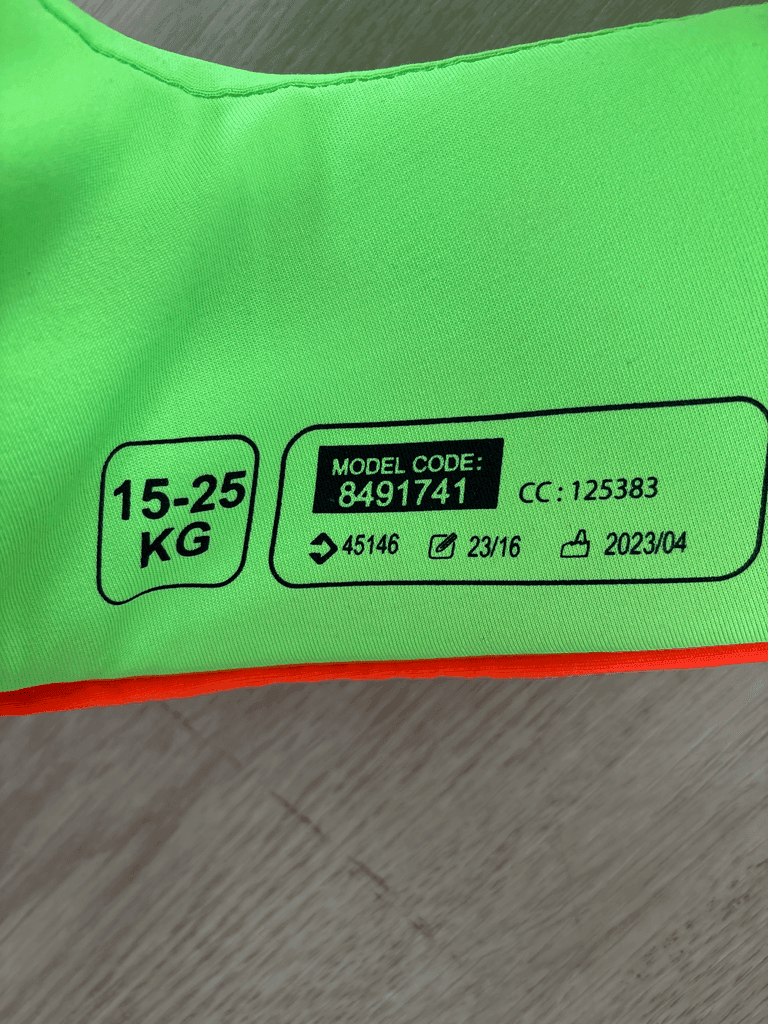 15-25
KG
MODEL CODE:
8491741
CC : 125383
45146 23/16 2023/04